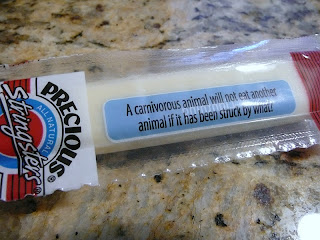 A carnivorous animal will not eat another
animal if it has been struck by what?
PRECIOUS
ALL NATURAL
Stringsters